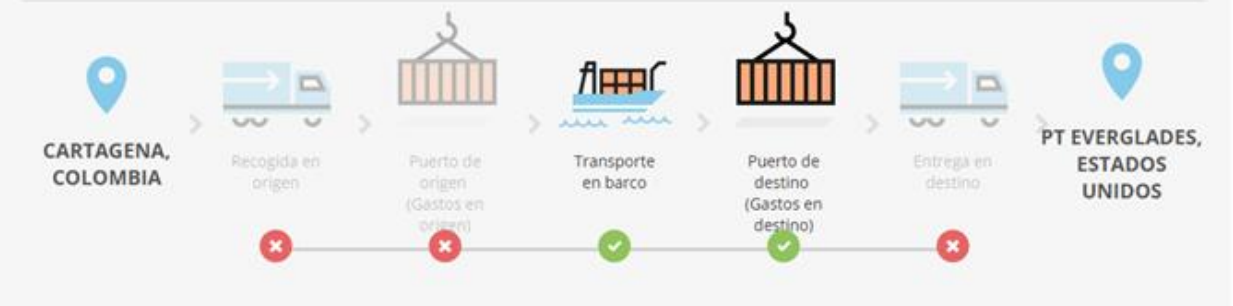 CARTAGENA,
COLOMBIA
Recogida en
origen
Puerto de
origen
(Gastos en
origen)
Transporte
en barco
Puerto de
destino
(Gastos en
destino)
Entrega en
destino
PT EVERGLADES,
ESTADOS
UNIDOS